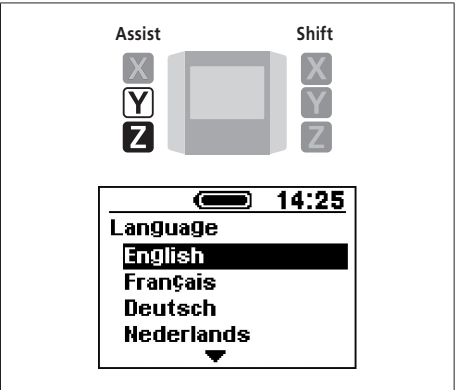 Assist Shift
X X
Y Y
Z Z
14:25
Language
English
Français
Deutsch
Nederlands